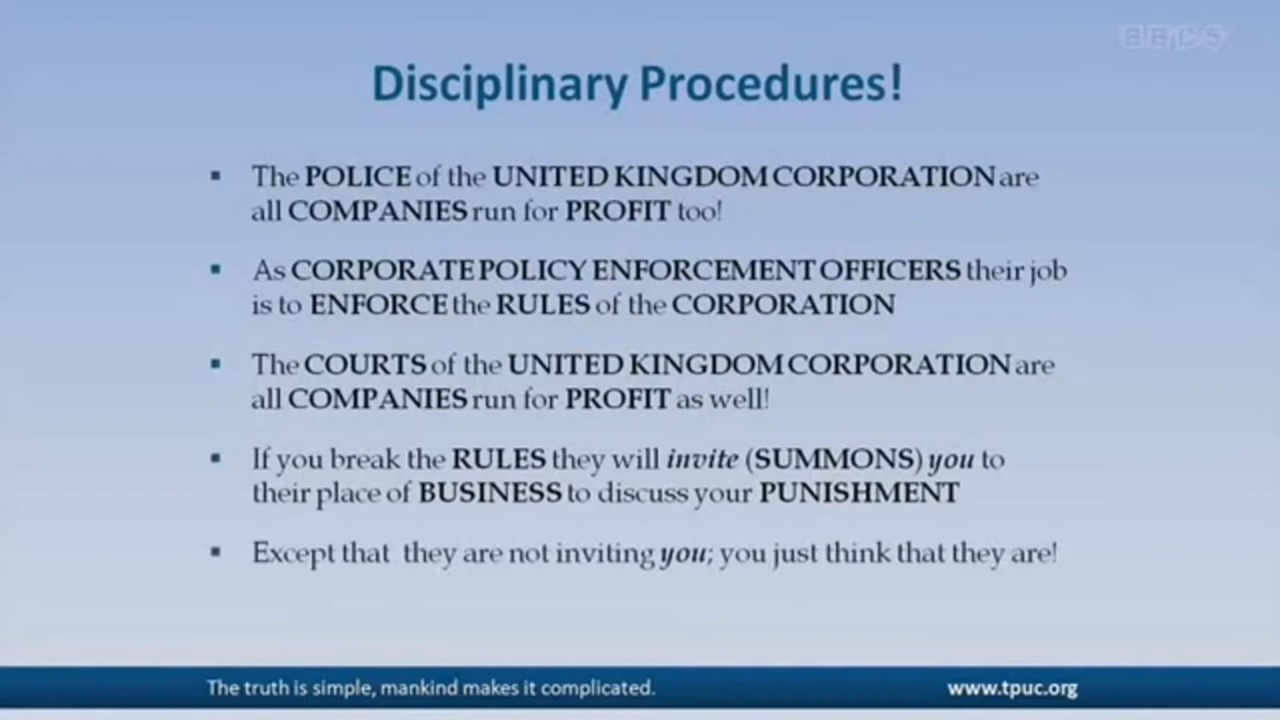 BBC5
Disciplinary Procedures!
▪ The POLICE of the UNITED KINGDOM CORPORATION are
all COMPANIES run for PROFIT too!
▪ As CORPORATE POLICY ENFORCEMENT OFFICERS their job
is to ENFORCE the RULES of the CORPORATION
▪ The COURTS of the UNITED KINGDOM CORPORATION are
all COMPANIES run for PROFIT as well!
▪ If you break the RULES they will invite (SUMMONS) you to
their place of BUSINESS to discuss your PUNISHMENT
▪ Except that they are not inviting you; you just think that they are!
The truth is simple, mankind makes it complicated.
www.tpuc.org